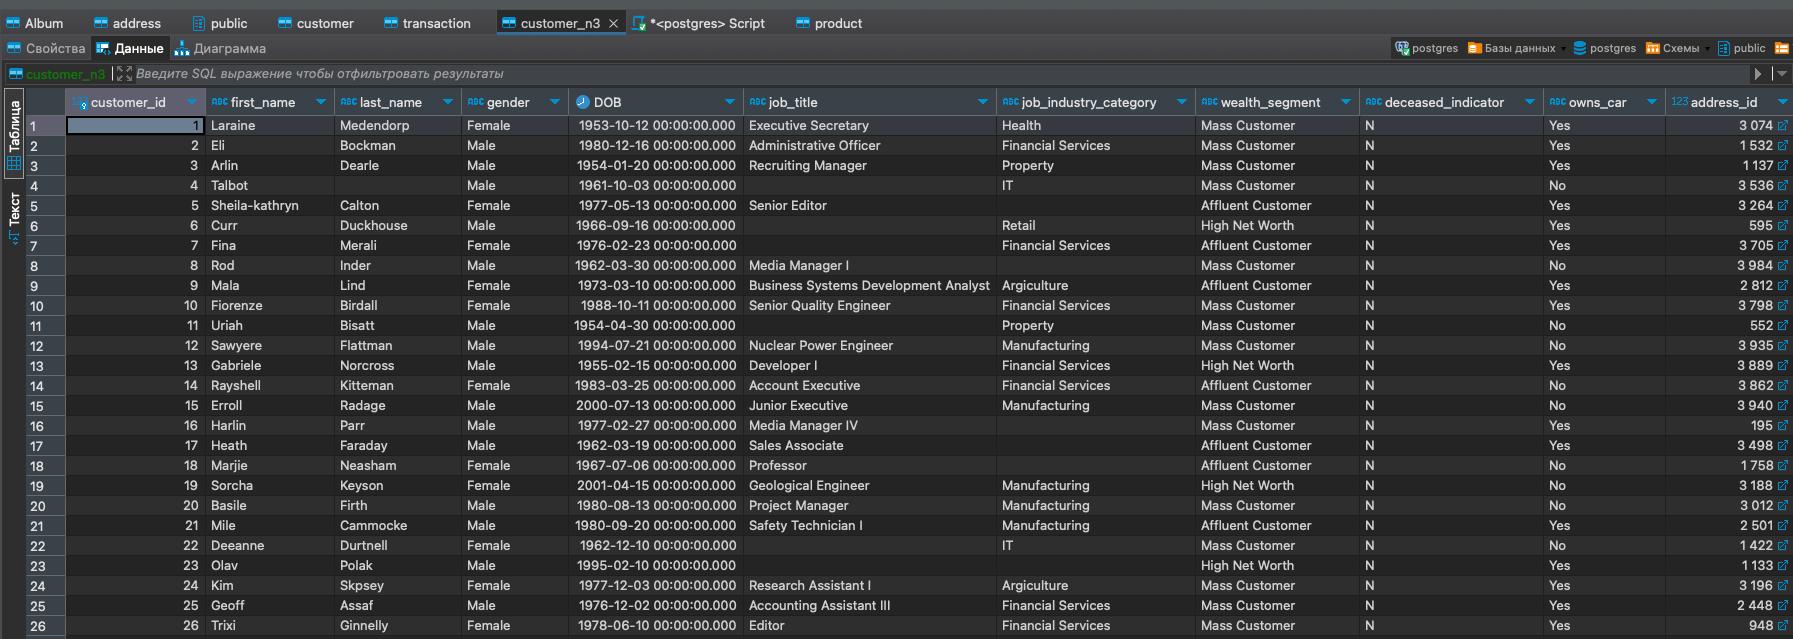 Album address public customer transaction customer_n3 *<postgres> Script product
Свойства Данные Диаграмма postgres Базы данных postgres Схемы public
customer_n3 Введите SQL выражение чтобы отфильтровать результаты
Таблица
Текст
123 customer_id ABC first_name ABC last_name ABC gender DOB ABC job_title ABC job_industry_category ABC wealth_segment ABC deceased_indicator ABC owns_car 123 address_id
1 1 Laraine Medendorp Female 1953-10-12 00:00:00.000 Executive Secretary Health Mass Customer N Yes 3 074
2 2 Eli Bockman Male 1980-12-16 00:00:00.000 Administrative Officer Financial Services Mass Customer N Yes 1 532
3 3 Arlin Dearle Male 1954-01-20 00:00:00.000 Recruiting Manager Property Mass Customer N Yes 1 137
4 4 Talbot Male 1961-10-03 00:00:00.000 IT Mass Customer N No 3 536
5 5 Sheila-kathryn Calton Female 1977-05-13 00:00:00.000 Senior Editor Affluent Customer N Yes 3 264
6 6 Curr Duckhouse Male 1966-09-16 00:00:00.000 Retail High Net Worth N Yes 595
7 7 Fina Merali Female 1976-02-23 00:00:00.000 Financial Services Affluent Customer N Yes 3 705
8 8 Rod Inder Male 1962-03-30 00:00:00.000 Media Manager I Mass Customer N No 3 984
9 9 Mala Lind Female 1973-03-10 00:00:00.000 Business Systems Development Analyst Argiculture Affluent Customer N Yes 2 812
10 10 Fiorenze Birdall Female 1988-10-11 00:00:00.000 Senior Quality Engineer Financial Services Mass Customer N Yes 3 798
11 11 Uriah Bisatt Male 1954-04-30 00:00:00.000 Property Mass Customer N No 552
12 12 Sawyere Flattman Male 1994-07-21 00:00:00.000 Nuclear Power Engineer Manufacturing Mass Customer N No 3 935
13 13 Gabriele Norcross Male 1955-02-15 00:00:00.000 Developer I Financial Services High Net Worth N Yes 3 889
14 14 Rayshell Kitteman Female 1983-03-25 00:00:00.000 Account Executive Financial Services Affluent Customer N No 3 862
15 15 Erroll Radage Male 2000-07-13 00:00:00.000 Junior Executive Manufacturing Mass Customer N No 3 940
16 16 Harlin Parr Male 1977-02-27 00:00:00.000 Media Manager IV Mass Customer N Yes 195
17 17 Heath Faraday Male 1962-03-19 00:00:00.000 Sales Associate Affluent Customer N Yes 3 498
18 18 Marjie Neasham Female 1967-07-06 00:00:00.000 Professor Affluent Customer N No 1 758
19 19 Sorcha Keyson Female 2001-04-15 00:00:00.000 Geological Engineer Manufacturing High Net Worth N No 3 188
20 20 Basile Firth Male 1980-08-13 00:00:00.000 Project Manager Manufacturing Mass Customer N No 3 012
21 21 Mile Cammocke Male 1980-09-20 00:00:00.000 Safety Technician I Manufacturing Affluent Customer N Yes 2 501
22 22 Deeanne Durtnell Female 1962-12-10 00:00:00.000 IT Mass Customer N No 1 422
23 23 Olav Polak Male 1995-02-10 00:00:00.000 High Net Worth N Yes 1 133
24 24 Kim Skpsey Female 1977-12-03 00:00:00.000 Research Assistant I Argiculture Mass Customer N Yes 3 196
25 25 Geoff Assaf Male 1976-12-02 00:00:00.000 Accounting Assistant III Financial Services Mass Customer N Yes 2 448
26 26 Trixi Ginnelly Female 1978-06-10 00:00:00.000 Editor Financial Services Mass Customer N Yes 948